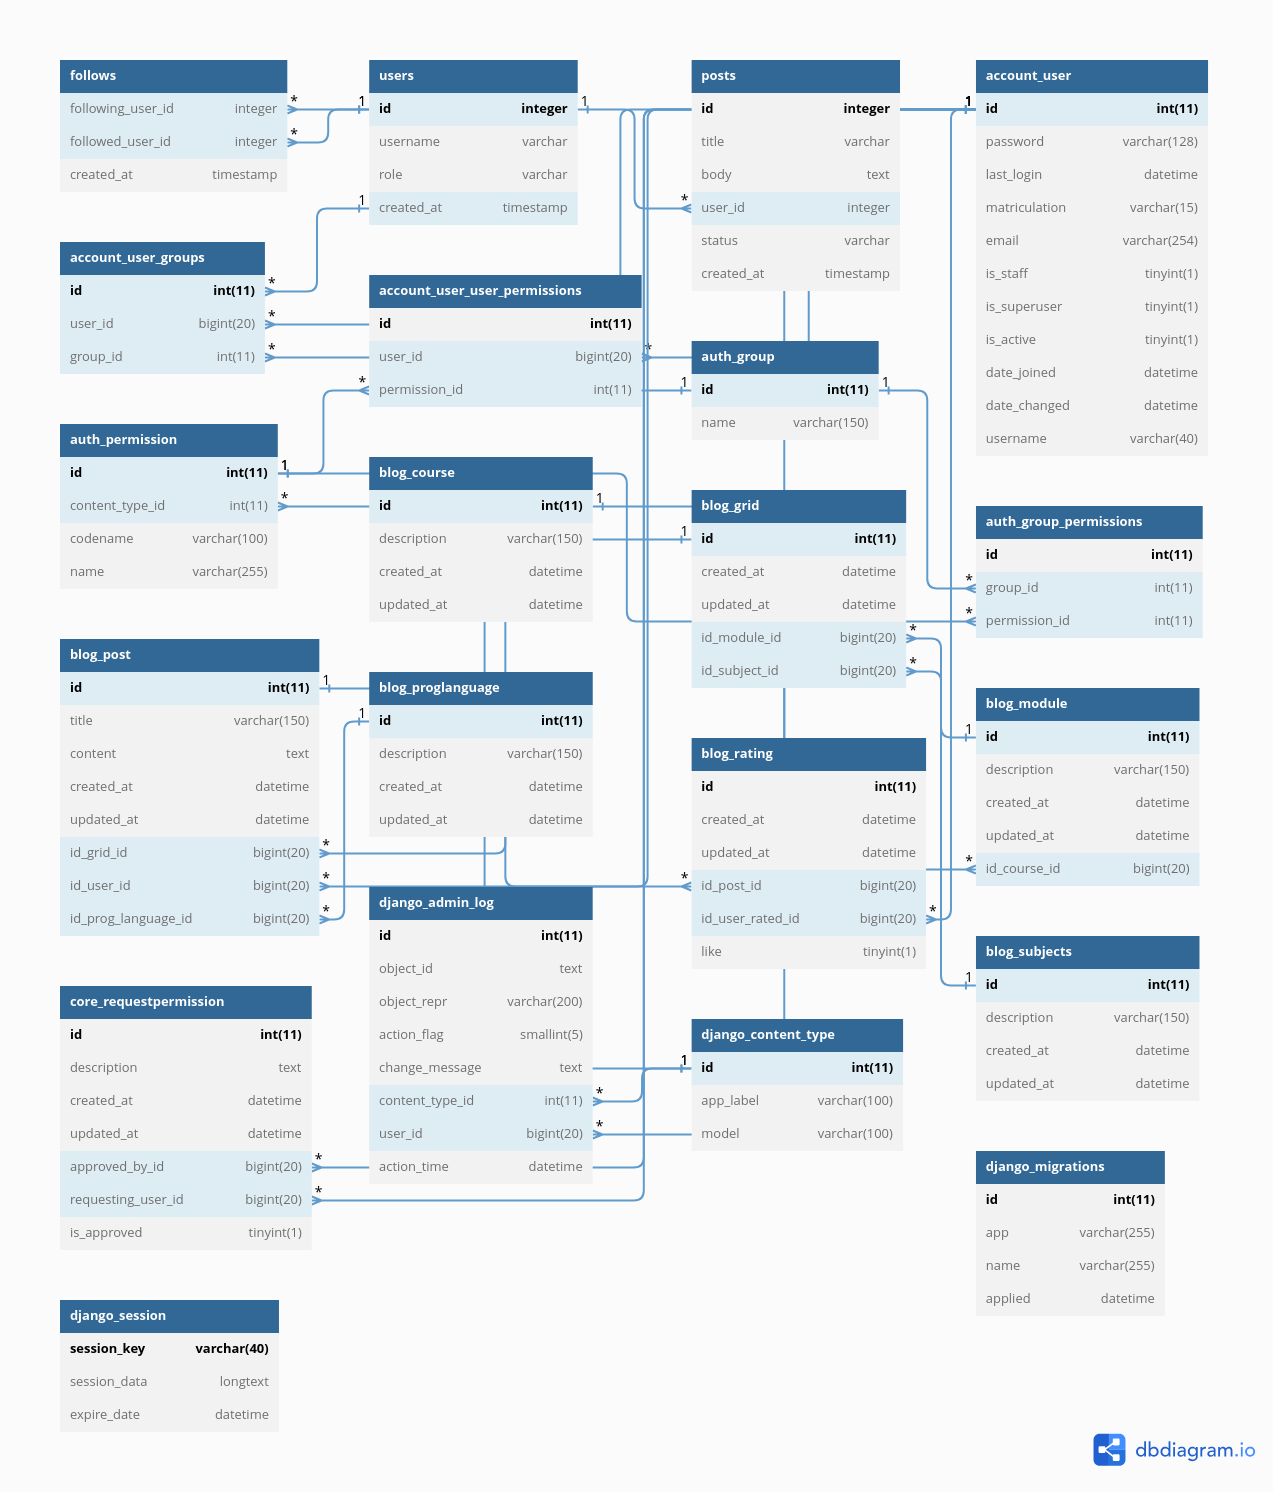 follows
following_user_id integer
followed_user_id integer
created_at timestamp
users
id integer
username varchar
role varchar
created_at timestamp
posts
id integer
title varchar
body text
user_id integer
status varchar
created_at timestamp
account_user
id int(11)
password varchar(128)
last_login datetime
matriculation varchar(15)
email varchar(254)
is_staff tinyint(1)
is_superuser tinyint(1)
is_active tinyint(1)
date_joined datetime
date_changed datetime
username varchar(40)
account_user_groups
id int(11)
user_id bigint(20)
group_id int(11)
account_user_user_permissions
id int(11)
user_id bigint(20)
permission_id int(11)
auth_group
id int(11)
name varchar(150)
auth_permission
id int(11)
content_type_id int(11)
codename varchar(100)
name varchar(255)
blog_course
id int(11)
description varchar(150)
created_at datetime
updated_at datetime
blog_grid
id int(11)
created_at datetime
updated_at datetime
id_module_id bigint(20)
id_subject_id bigint(20)
auth_group_permissions
id int(11)
group_id int(11)
permission_id int(11)
blog_post
id int(11)
title varchar(150)
content text
created_at datetime
updated_at datetime
id_grid_id bigint(20)
id_user_id bigint(20)
id_prog_language_id bigint(20)
blog_proglanguage
id int(11)
description varchar(150)
created_at datetime
updated_at datetime
blog_rating
id int(11)
created_at datetime
updated_at datetime
id_post_id bigint(20)
id_user_rated_id bigint(20)
like tinyint(1)
blog_module
id int(11)
description varchar(150)
created_at datetime
updated_at datetime
id_course_id bigint(20)
core_requestpermission
id int(11)
description text
created_at datetime
updated_at datetime
approved_by_id bigint(20)
requesting_user_id bigint(20)
is_approved tinyint(1)
django_admin_log
id int(11)
object_id text
object_repr varchar(200)
action_flag smallint(5)
change_message text
content_type_id int(11)
user_id bigint(20)
action_time datetime
django_content_type
id int(11)
app_label varchar(100)
model varchar(100)
blog_subjects
id int(11)
description varchar(150)
created_at datetime
updated_at datetime
django_migrations
id int(11)
app varchar(255)
name varchar(255)
applied datetime
django_session
session_key varchar(40)
session_data longtext
expire_date datetime
dbdiagram.io